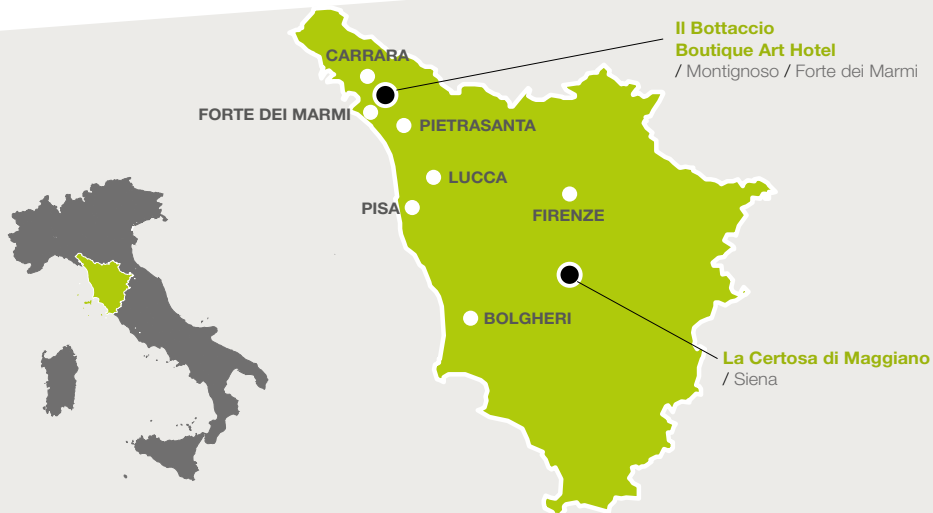 Il Bottaccio
Boutique Art Hotel
/ Montignoso / Forte dei Marmi
CARRARA
FORTE DEI MARMI
PIETRASANTA
LUCCA
PISA
FIRENZE
BOLGHERI
La Certosa di Maggiano
/ Siena